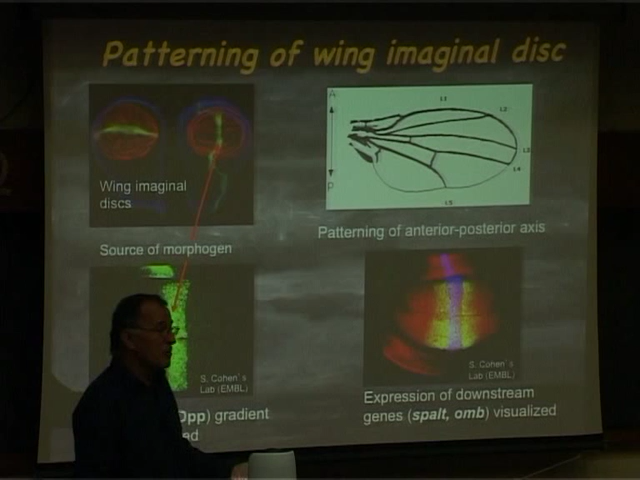 Patterning of wing imaginal disc
Wing imaginal
discs
Source of morphogen
A
P
L1
L2
L3
L4
L5
Patterning of anterior-posterior axis
S. Cohen's
Lab (EMBL)
Dpp) gradient
ed
S. Cohen's
Lab (EMBL)
Expression of downstream
genes (spalt, omb) visualized